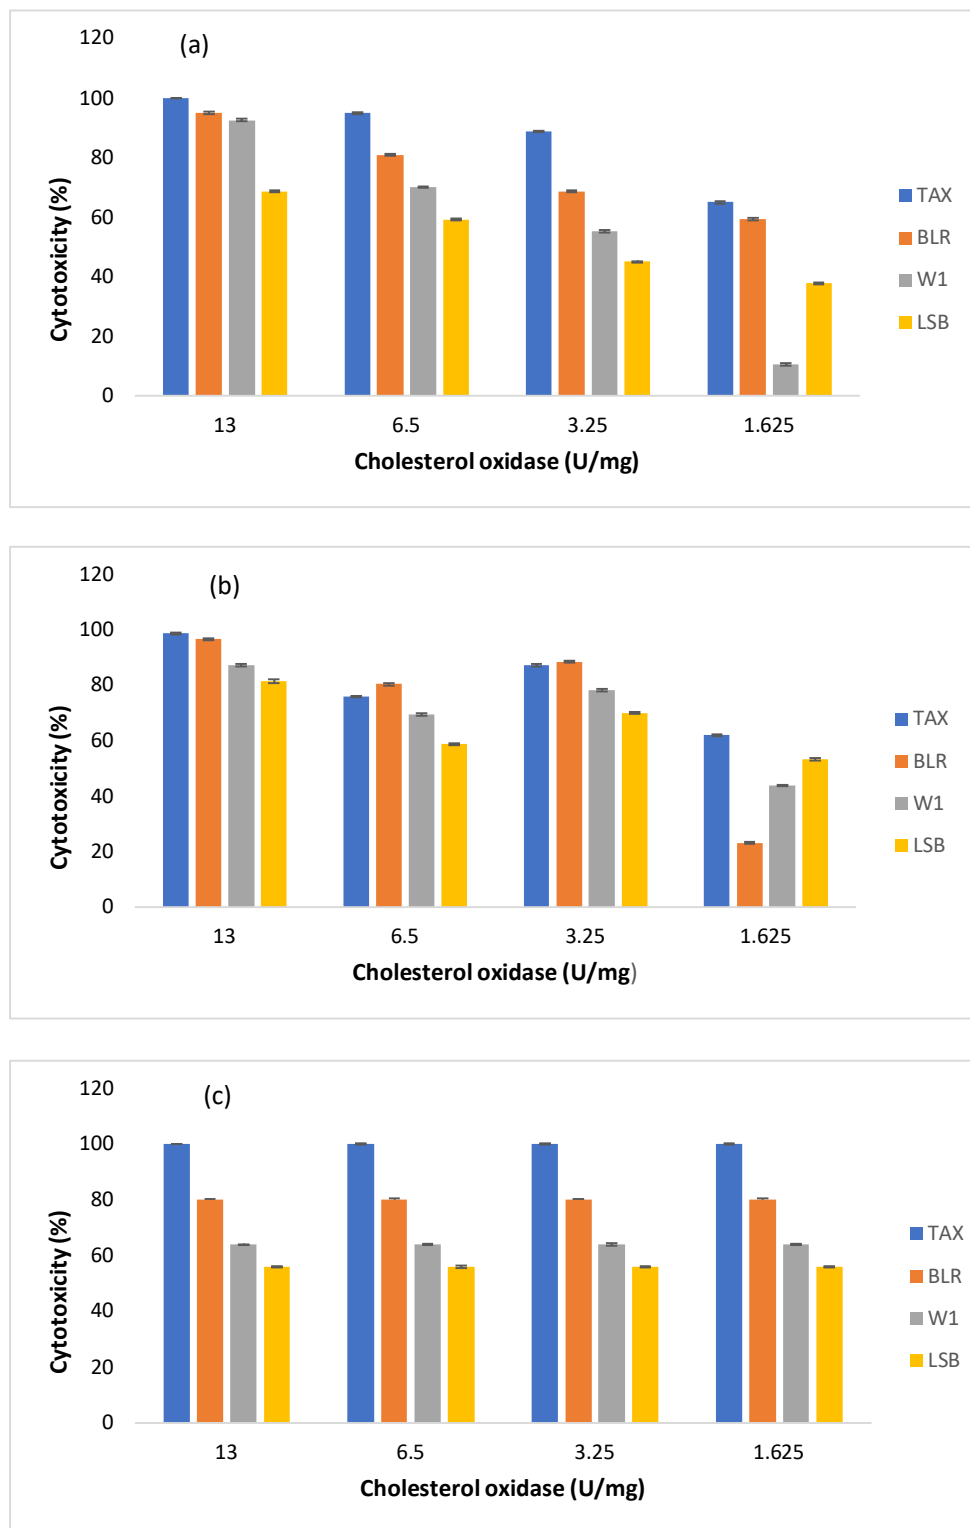 (a)
120
100
80
60
40
20
0
Cytotoxicity (%)
13 6.5 3.25 1.625
Cholesterol oxidase (U/mg)
TAX
BLR
W1
LSB
(b)
120
100
80
60
40
20
0
Cytotoxicity (%)
13 6.5 3.25 1.625
Cholesterol oxidase (U/mg)
TAX
BLR
W1
LSB
(c)
120
100
80
60
40
20
0
Cytotoxicity (%)
13 6.5 3.25 1.625
Cholesterol oxidase (U/mg)
TAX
BLR
W1
LSB